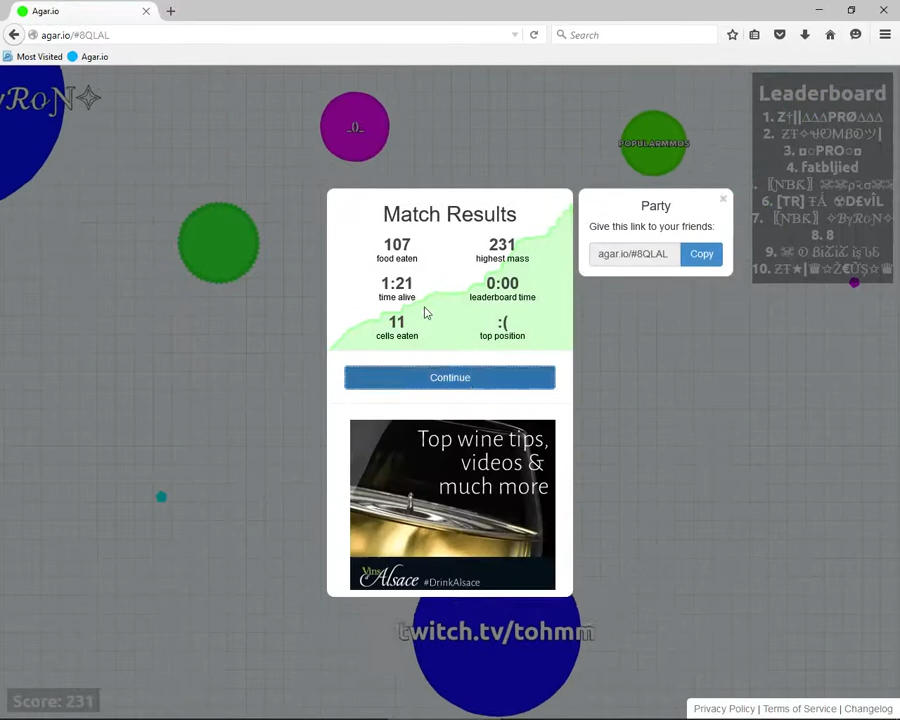 Agar.io
agar.io/#8QLAL
Search
Most Visited
Agar.io
Leaderboard
4. fatbljied
8. 8
_()_
POPULARMMOS
Match Results
107
food eaten
231
highest mass
1:21
time alive
0:00
leaderboard time
11
cells eaten
:(
top position
Continue
Party
Give this link to your friends:
agar.io/#8QLAL
Copy
Top wine tips,
videos &
much more
Vins
Alsace #DrinkAlsace
twitch.tv/tohmm
Score: 231
Privacy Policy | Terms of Service | Changelog